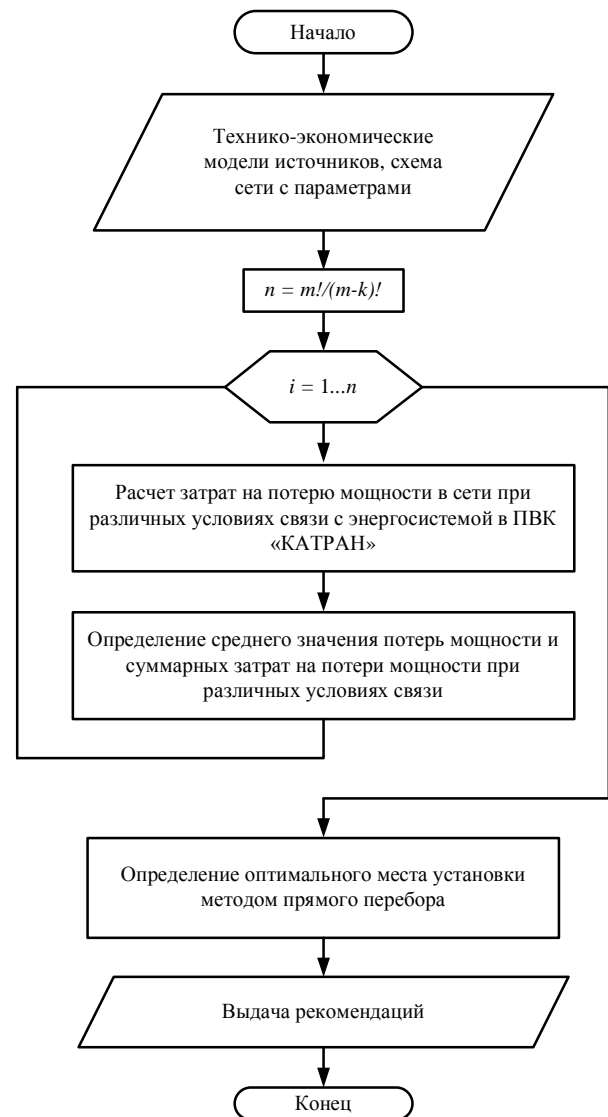 Начало
Технико-экономические
модели источников, схема
сети с параметрами
n = m!/(m-k)!
i = 1...n
Расчет затрат на потерю мощности в сети при
различных условиях связи с энергосистемой в ПВК
«КАТРАН»
Определение среднего значения потерь мощности и
суммарных затрат на потери мощности при
различных условиях связи
Определение оптимального места установки
методом прямого перебора
Выдача рекомендаций
Конец